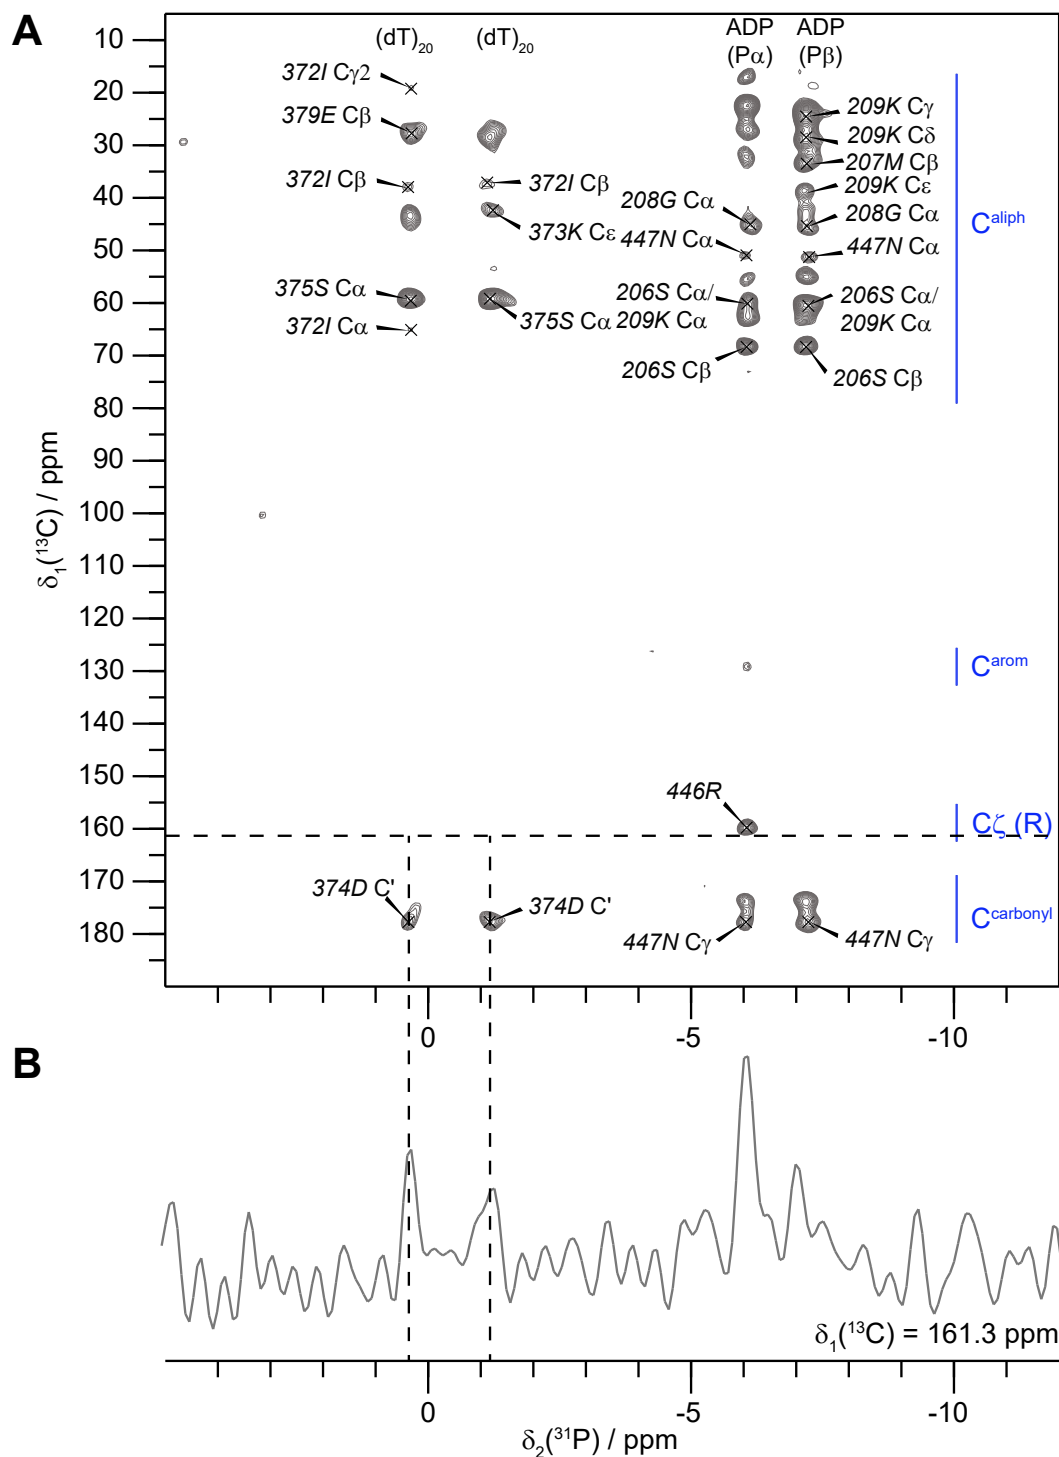 A
(dT)20 (dT)20 ADP (Pα) ADP (Pβ)
δ1(13C) / ppm
10
20
30
40
50
60
70
80
90
100
110
120
130
140
150
160
170
180
372I Cγ2
379E Cβ
372I Cβ
375S Cα
372I Cα
372I Cβ
373K Cε
375S Cα
208G Cα
447N Cα
206S Cα/
209K Cα
206S Cβ
209K Cγ
209K Cδ
207M Cβ
209K Cε
208G Cα
447N Cα
206S Cα/
209K Cα
206S Cβ
446R
374D C'
374D C'
447N Cγ
447N Cγ
Caliph
Carom
Cζ (R)
Ccarbonyl
0 -5 -10
B
δ1(13C) = 161.3 ppm
0 -5 -10
δ2(31P) / ppm